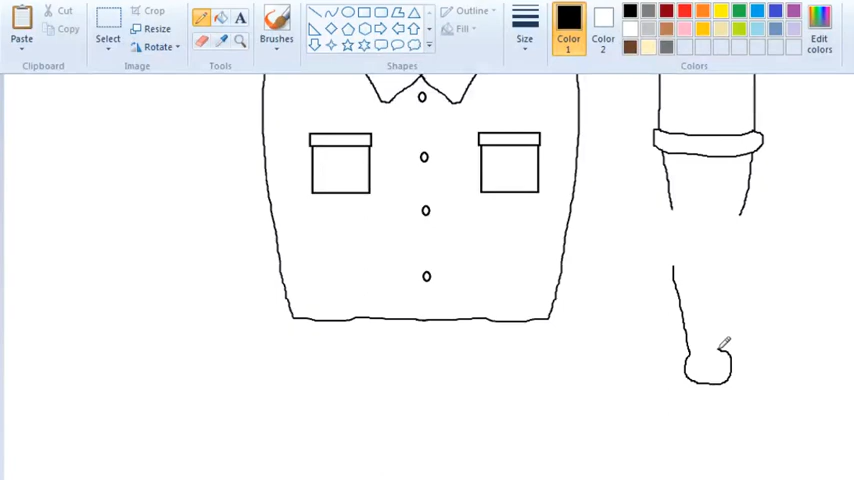 Cut
Copy
Paste
Clipboard
Select
Crop
Resize
Rotate
Image
A
Tools
Brushes
Outline
Fill
Shapes
Size
Color
1
Color
2
Colors
Edit
colors